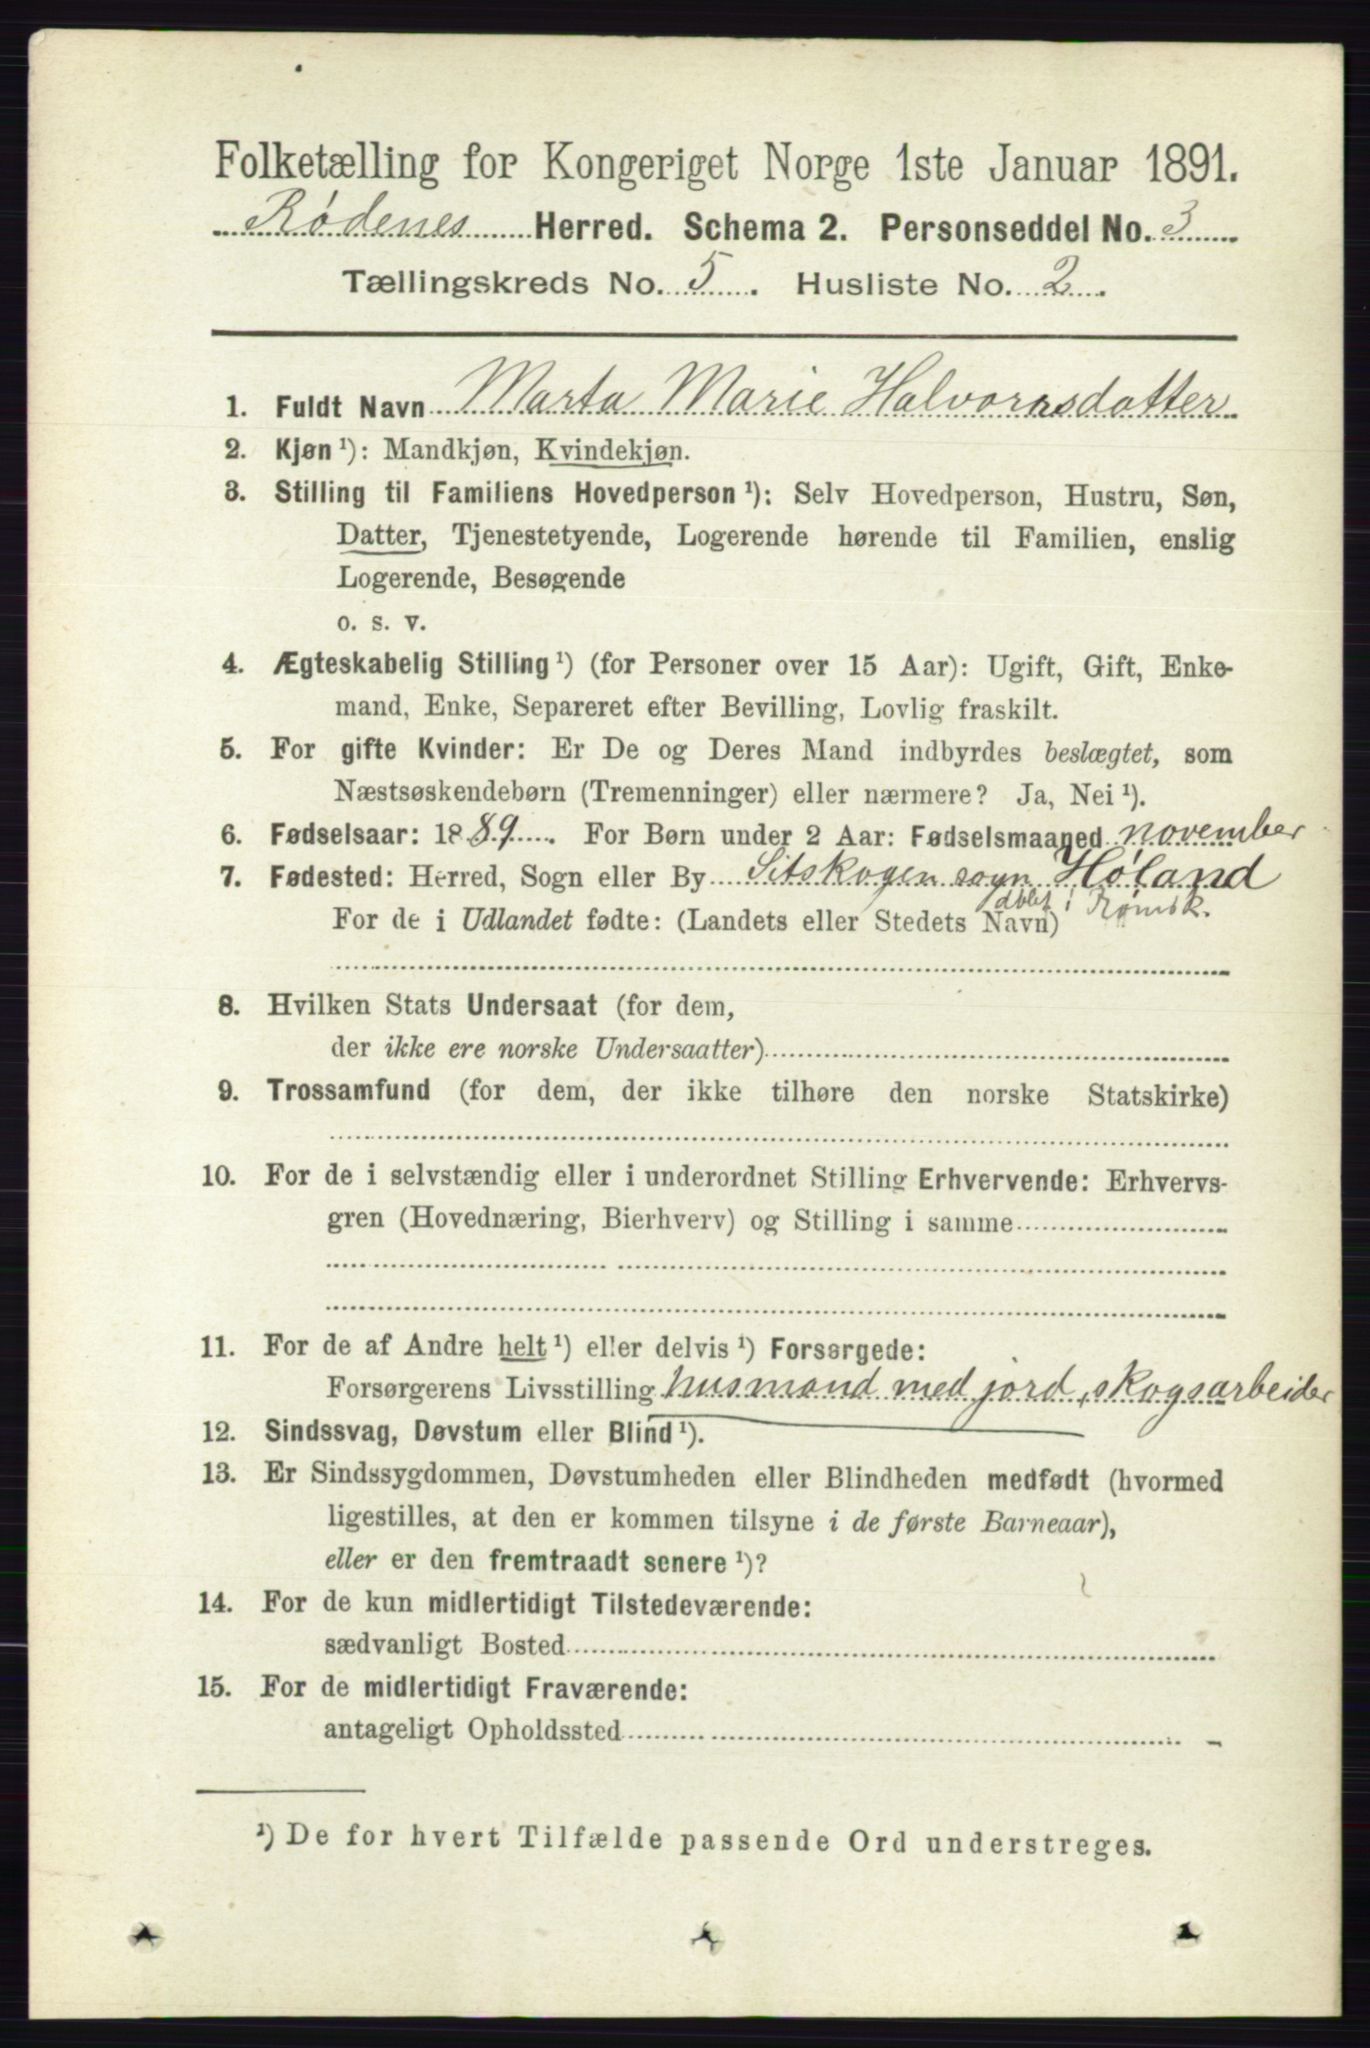 Folketælling for Kongeriget Norge 1ste Januar 1891.
Rødenes Herred. Schema 2. Personseddel No. 3
Tællingskreds No. 5. Husliste No. 2.
1. Fuldt Navn Marta Marie Halvorsdatter
2. Kjøn ¹): Mandkjøn, Kvindekjøn.
3. Stilling til Familiens Hovedperson ¹): Selv Hovedperson, Hustru, Søn,
Datter, Tjenestetyende, Logerende hørende til Familien, enslig
Logerende, Besøgende
o. s. v.
4. Ægteskabelig Stilling ¹) (for Personer over 15 Aar): Ugift, Gift, Enke-
mand, Enke, Separeret efter Bevilling, Lovlig fraskilt.
5. For gifte Kvinder: Er De og Deres Mand indbyrdes beslægtet, som
Næstsøskendebørn (Tremenninger) eller nærmere? Ja, Nei ¹).
6. Fødselsaar: 1889. For Børn under 2 Aar: Fødselsmaaned november
7. Fødested: Herred, Sogn eller By Sitskogen sogn Høland
døbt i Rømsk.
For de i Udlandet fødte: (Landets eller Stedets Navn)
8. Hvilken Stats Undersaat (for dem,
der ikke ere norske Undersaatter)
9. Trossamfund (for dem, der ikke tilhøre den norske Statskirke)
10. For de i selvstændig eller i underordnet Stilling Erhvervende: Erhvervs-
gren (Hovednæring, Bierhverv) og Stilling i samme
11. For de af Andre helt ¹) eller delvis ¹) Forsørgede:
Forsørgerens Livsstilling husmand med jord, skogsarbeider
12. Sindssvag, Døvstum eller Blind ¹).
13. Er Sindssygdommen, Døvstumheden eller Blindheden medfødt (hvormed
ligestilles, at den er kommen tilsyne i de første Barneaar),
eller er den fremtraadt senere ¹)?
14. For de kun midlertidigt Tilstedeværende:
sædvanligt Bosted
15. For de midlertidigt Fraværende:
antageligt Opholdssted
¹) De for hvert Tilfælde passende Ord understreges.